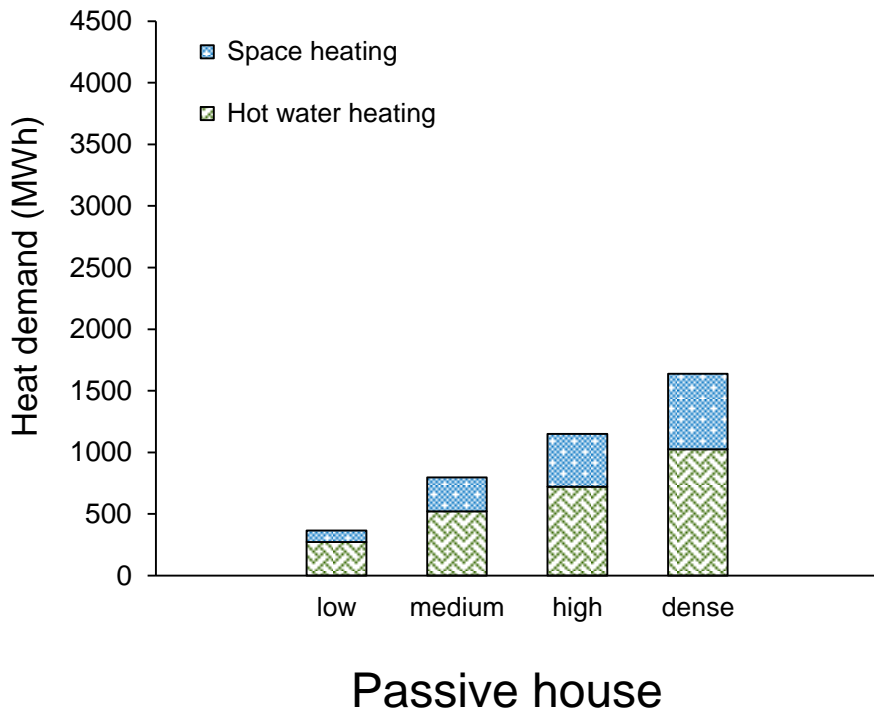 Heat demand (MWh)
4500
4000
3500
3000
2500
2000
1500
1000
500
0
Space heating
Hot water heating
low medium high dense
Passive house